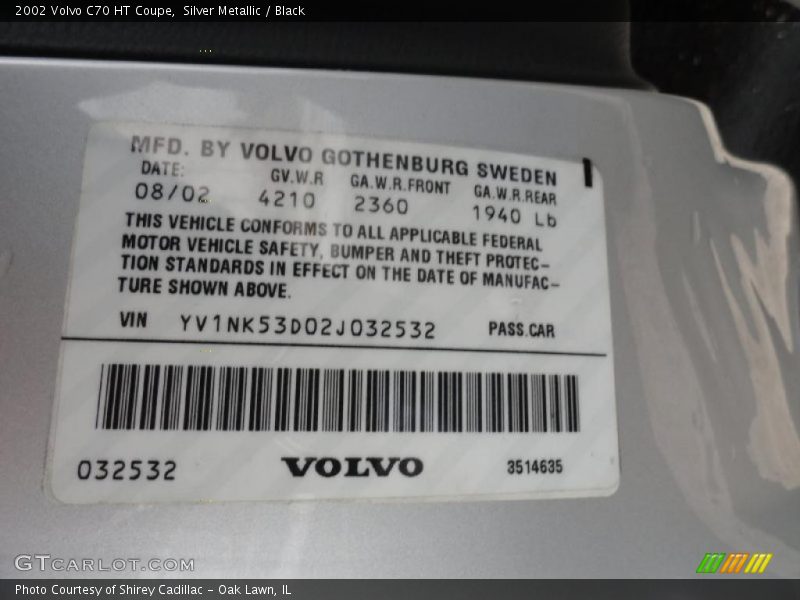 2002 Volvo C70 HT Coupe, Silver Metallic / Black
MFD. BY VOLVO GOTHENBURG SWEDEN
DATE: GV.W.R GA.W.R.FRONT GA.W.R.REAR
08/02 4210 2360 1940 Lb
THIS VEHICLE CONFORMS TO ALL APPLICABLE FEDERAL
MOTOR VEHICLE SAFETY, BUMPER AND THEFT PROTEC-
TION STANDARDS IN EFFECT ON THE DATE OF MANUFAC-
TURE SHOWN ABOVE.
VIN YV1NK53D02J032532 PASS.CAR
032532 VOLVO 3514635
GTCARLOT.COM
Photo Courtesy of Shirey Cadillac - Oak Lawn, IL